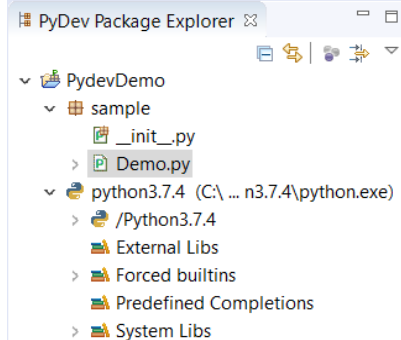 PyDev Package Explorer
PydevDemo
sample
__init__.py
Demo.py
python3.7.4 (C:\ ... n3.7.4\python.exe)
/Python3.7.4
External Libs
Forced builtins
Predefined Completions
System Libs